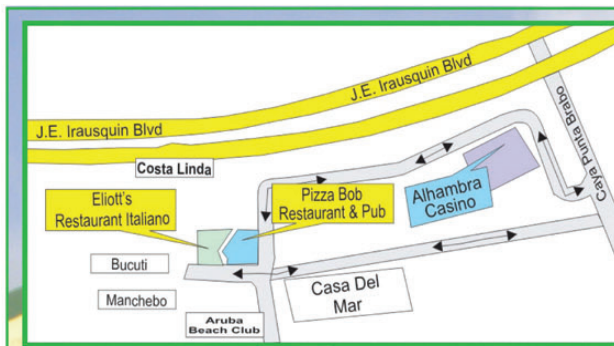 J.E. Irausquin Blvd
J.E. Irausquin Blvd
Caya Punta Brabo
Costa Linda
Eliott's
Restaurant Italiano
Pizza Bob
Restaurant & Pub
Alhambra
Casino
Bucuti
Manchebo
Casa Del
Mar
Aruba
Beach Club